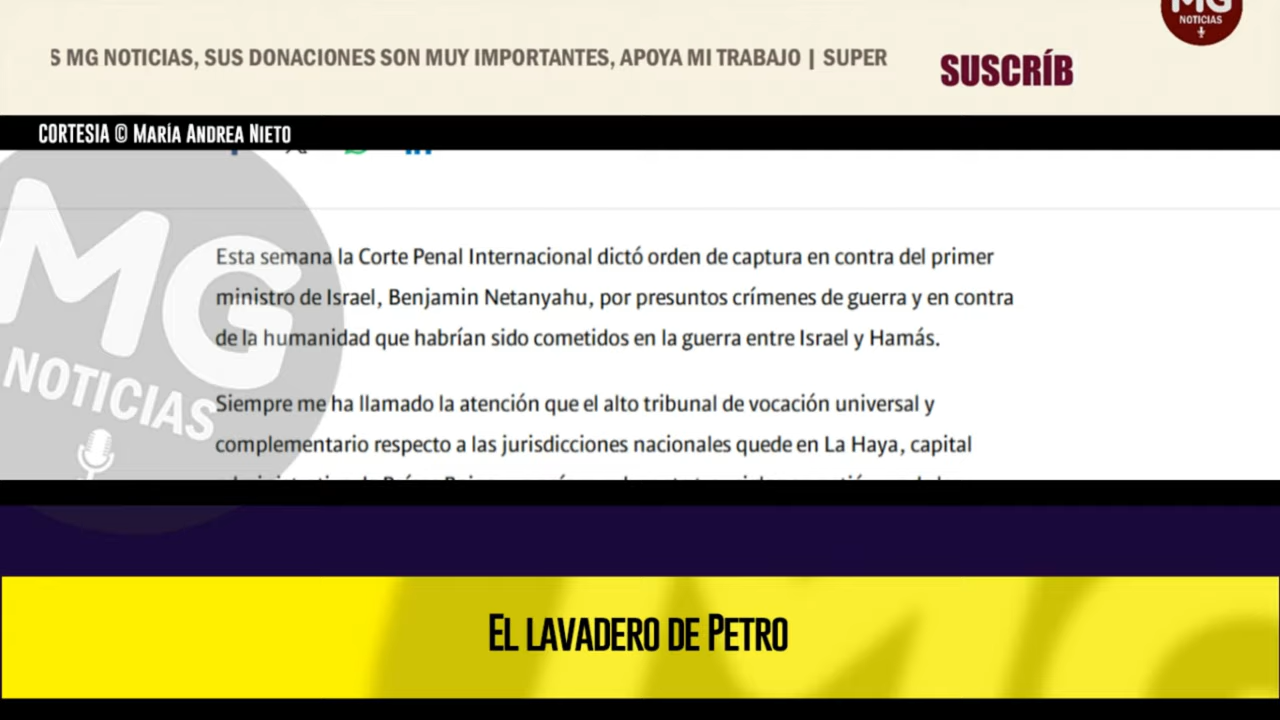 MG
NOTICIAS
S MG NOTICIAS, SUS DONACIONES SON MUY IMPORTANTES, APOYA MI TRABAJO | SUPER
SUSCRÍB
CORTESIA © MARÍA ANDREA NIETO
MG
NOTICIAS
Esta semana la Corte Penal Internacional dictó orden de captura en contra del primer
ministro de Israel, Benjamin Netanyahu, por presuntos crímenes de guerra y en contra
de la humanidad que habrían sido cometidos en la guerra entre Israel y Hamás.
Siempre me ha llamado la atención que el alto tribunal de vocación universal y
complementario respecto a las jurisdicciones nacionales quede en La Haya, capital
EL LAVADERO DE PETRO